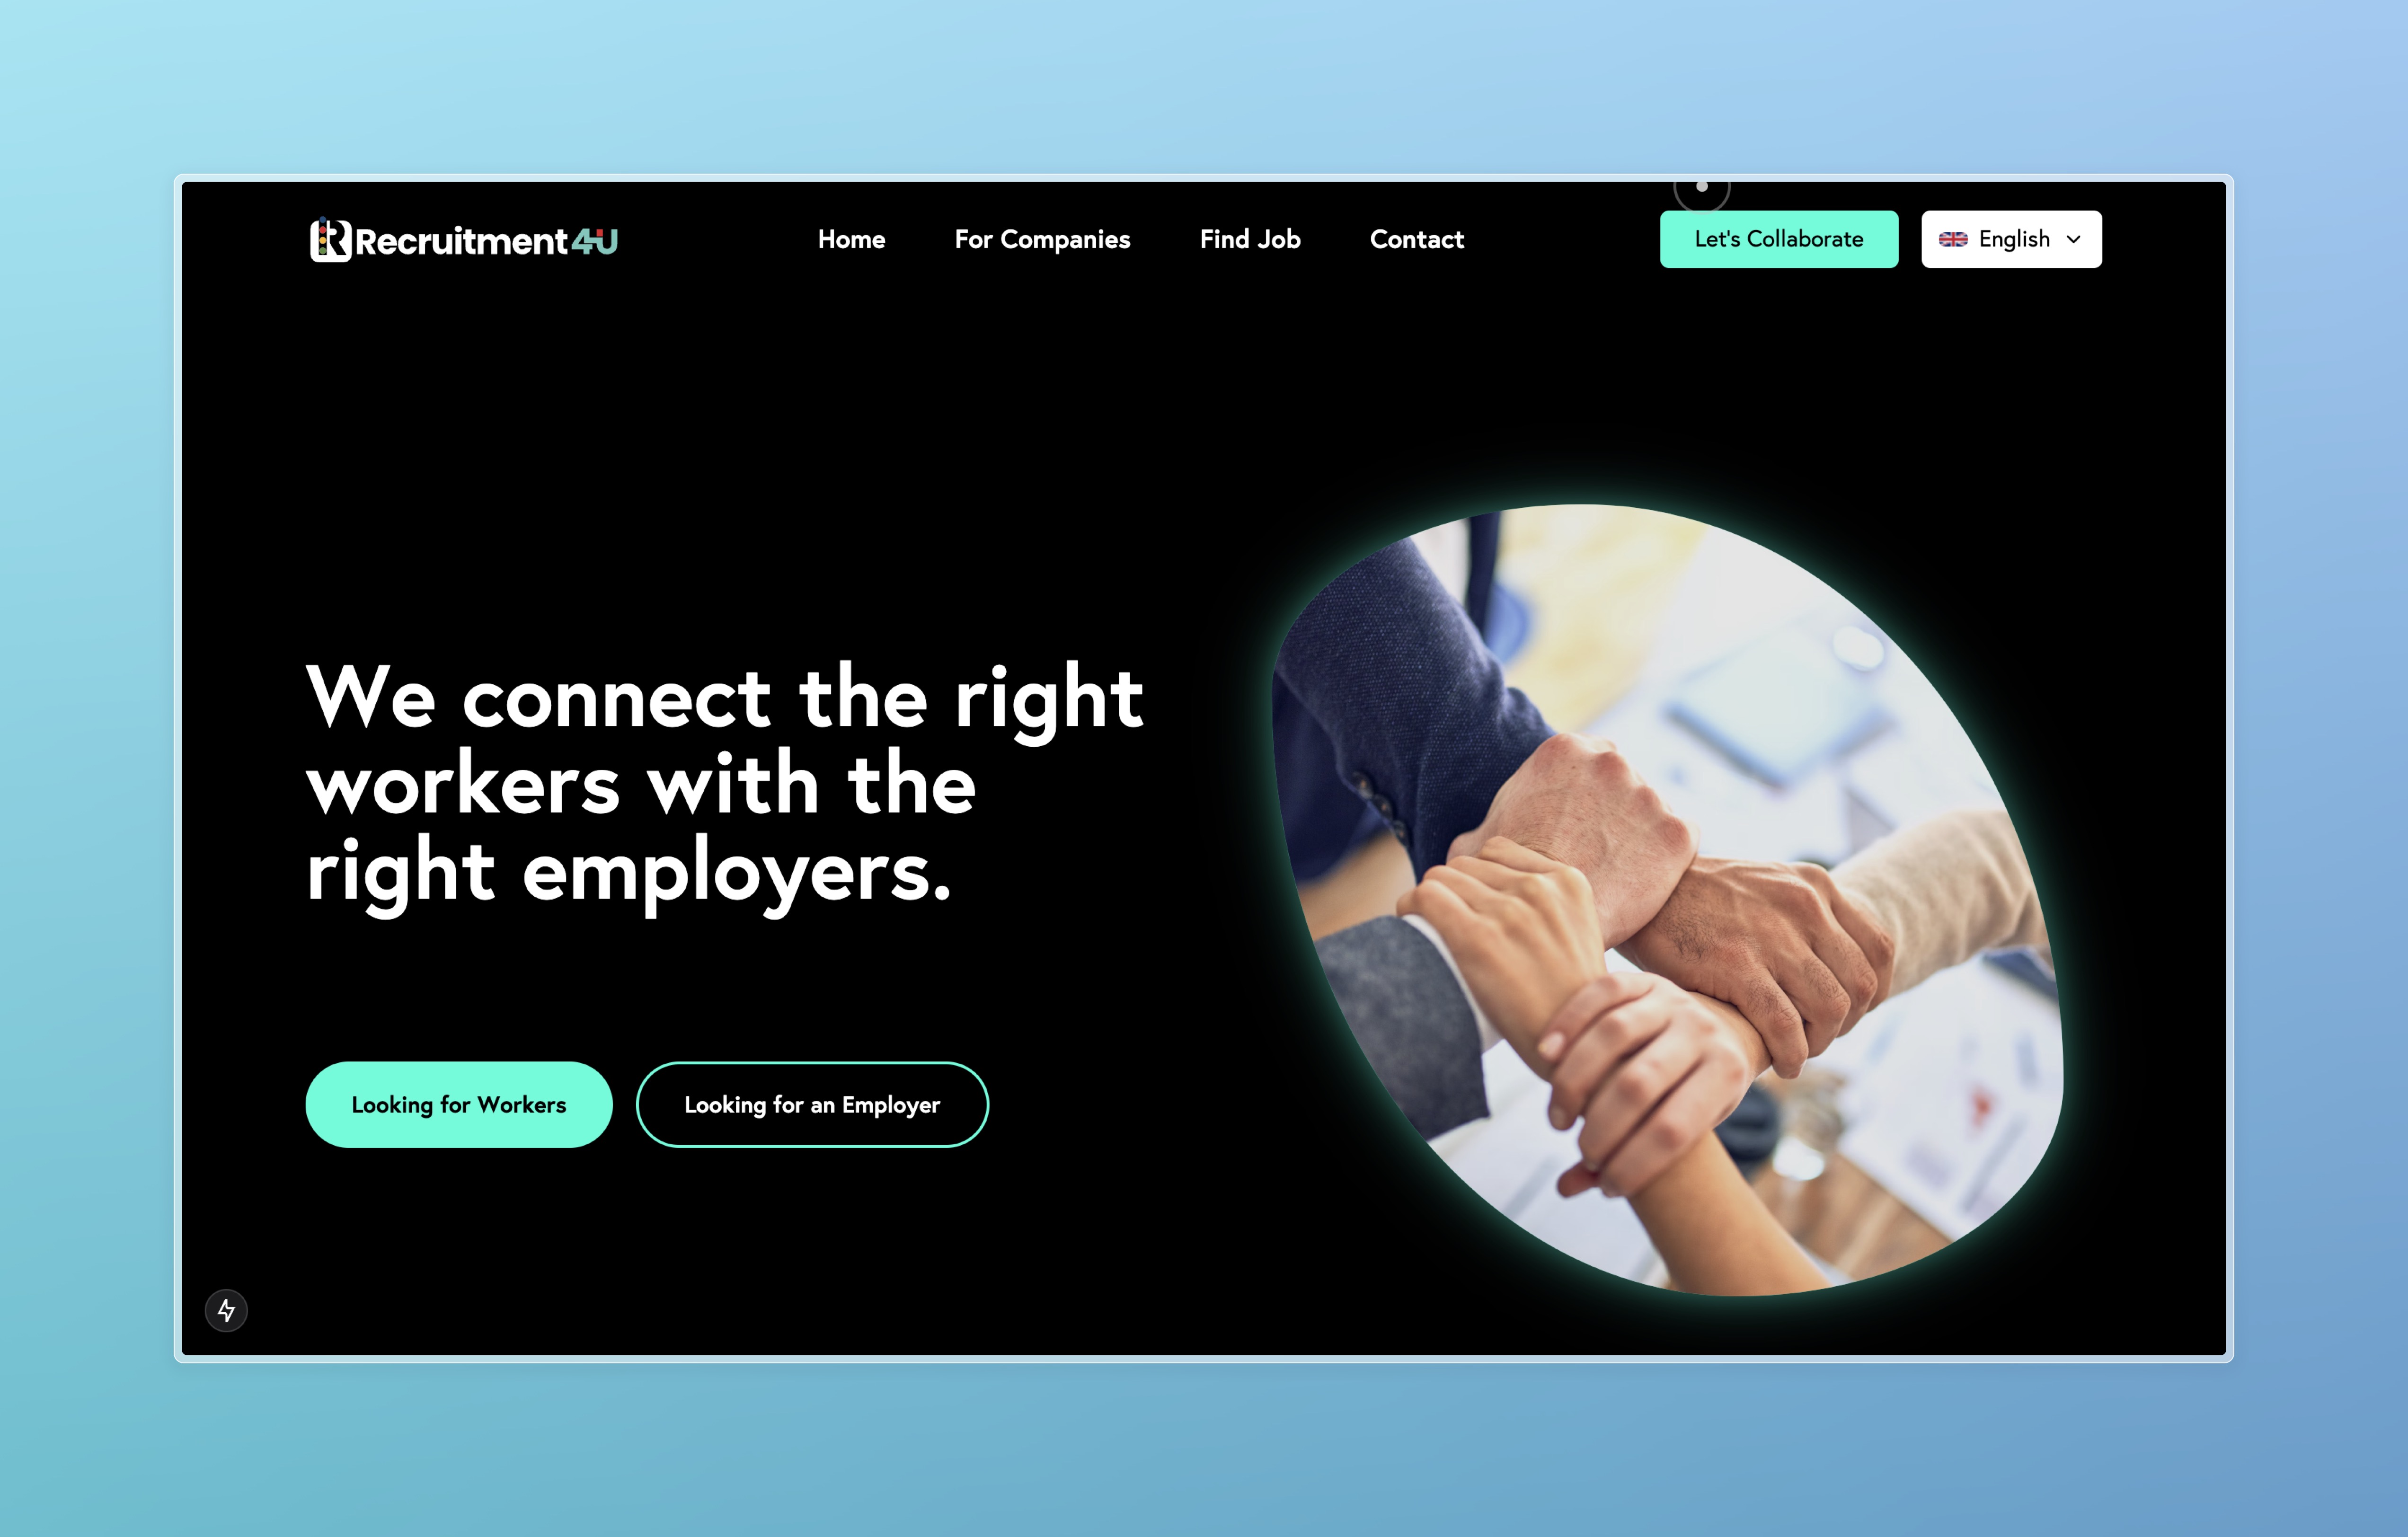 Recruitment4U
Home
For Companies
Find Job
Contact
Let's Collaborate
English
We connect the right
workers with the
right employers.
Looking for Workers
Looking for an Employer